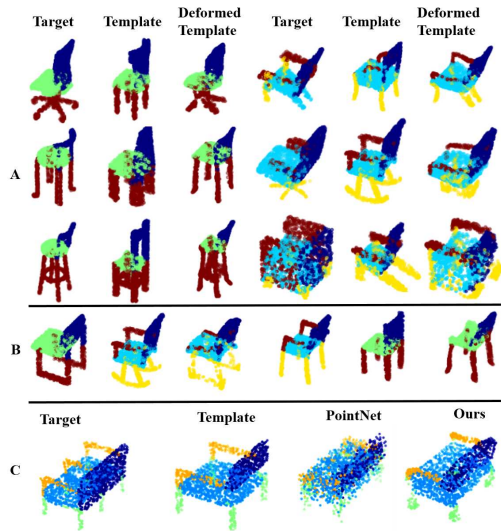 Target Template Deformed Template Target Template Deformed Template
A
B
Target Template PointNet Ours
C